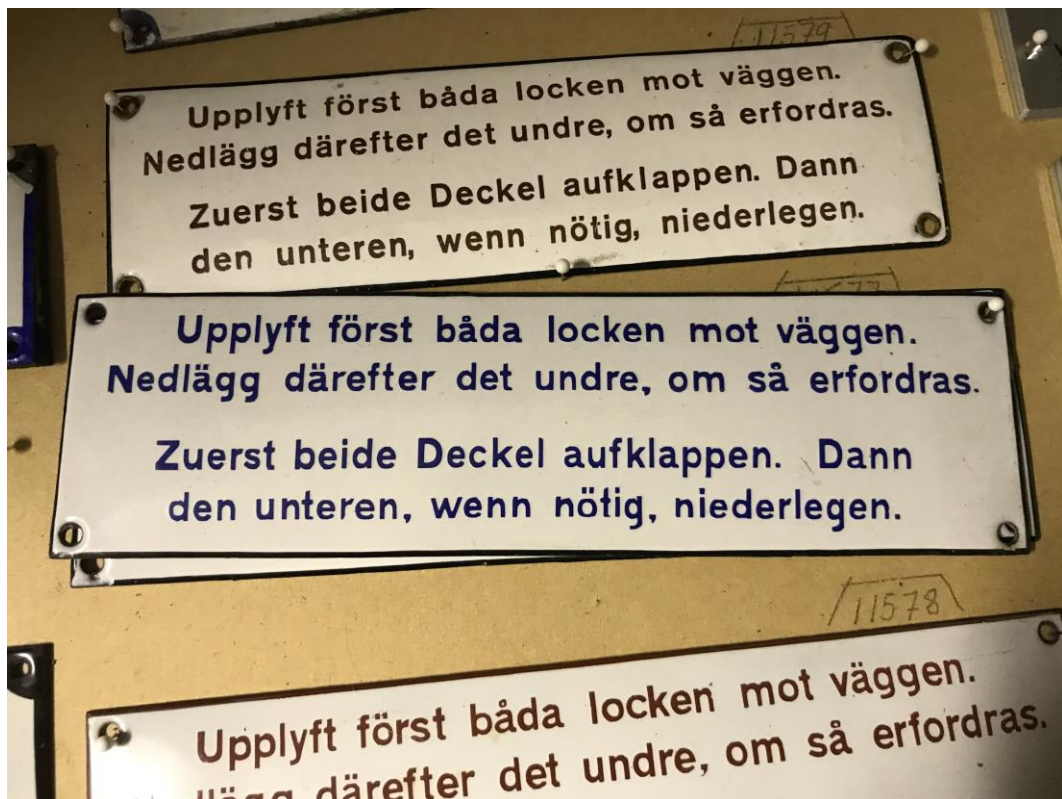 11579
Upplyft först båda locken mot väggen.
Nedlägg därefter det undre, om så erfordras.
Zuerst beide Deckel aufklappen. Dann
den unteren, wenn nötig, niederlegen.
Upplyft först båda locken mot väggen.
Nedlägg därefter det undre, om så erfordras.
Zuerst beide Deckel aufklappen. Dann
den unteren, wenn nötig, niederlegen.
11578
Upplyft först båda locken mot väggen.
därefter det undre, om så erfordras.